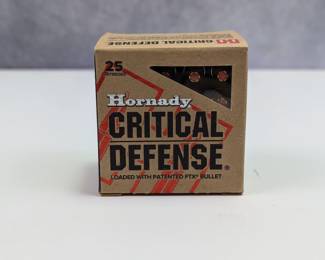 CRITICAL DEFENSE
25
Hornady
CRITICAL
DEFENSE®
LOADED WITH PATENTED FTX® BULLET